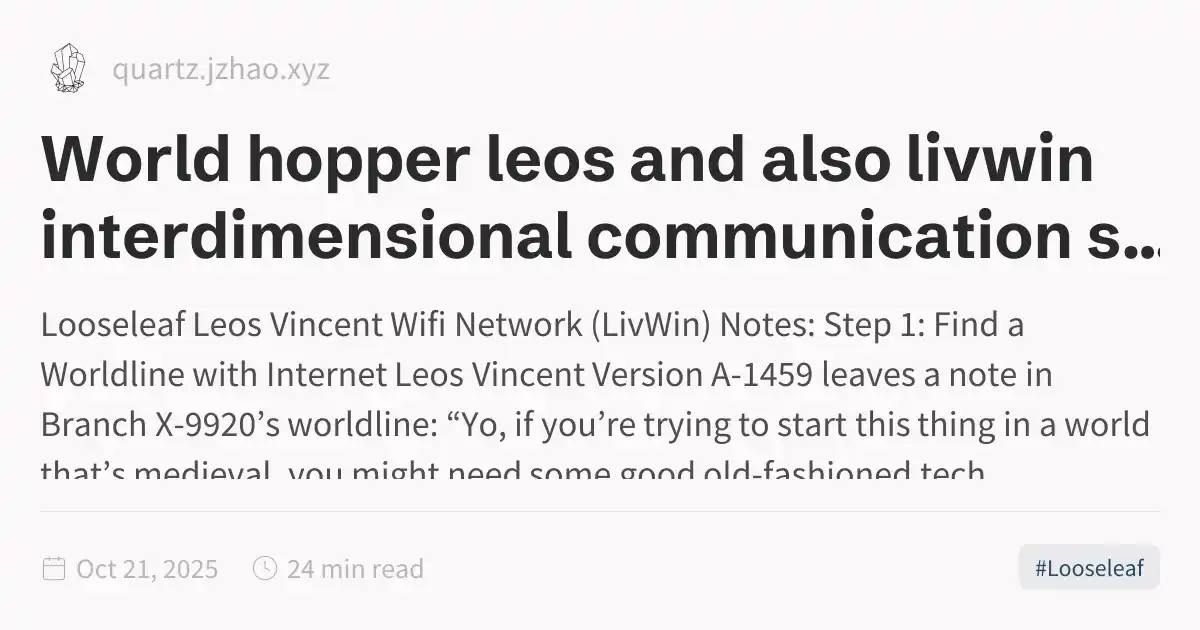 quartz.jzhao.xyz
World hopper leos and also livwin
interdimensional communication s...
Looseleaf Leos Vincent Wifi Network (LivWin) Notes: Step 1: Find a
Worldline with Internet Leos Vincent Version A-1459 leaves a note in
Branch X-9920’s worldline: “Yo, if you’re trying to start this thing in a world
that’s medieval, you might need some good old-fashioned tech
Oct 21, 2025
24 min read
#Looseleaf